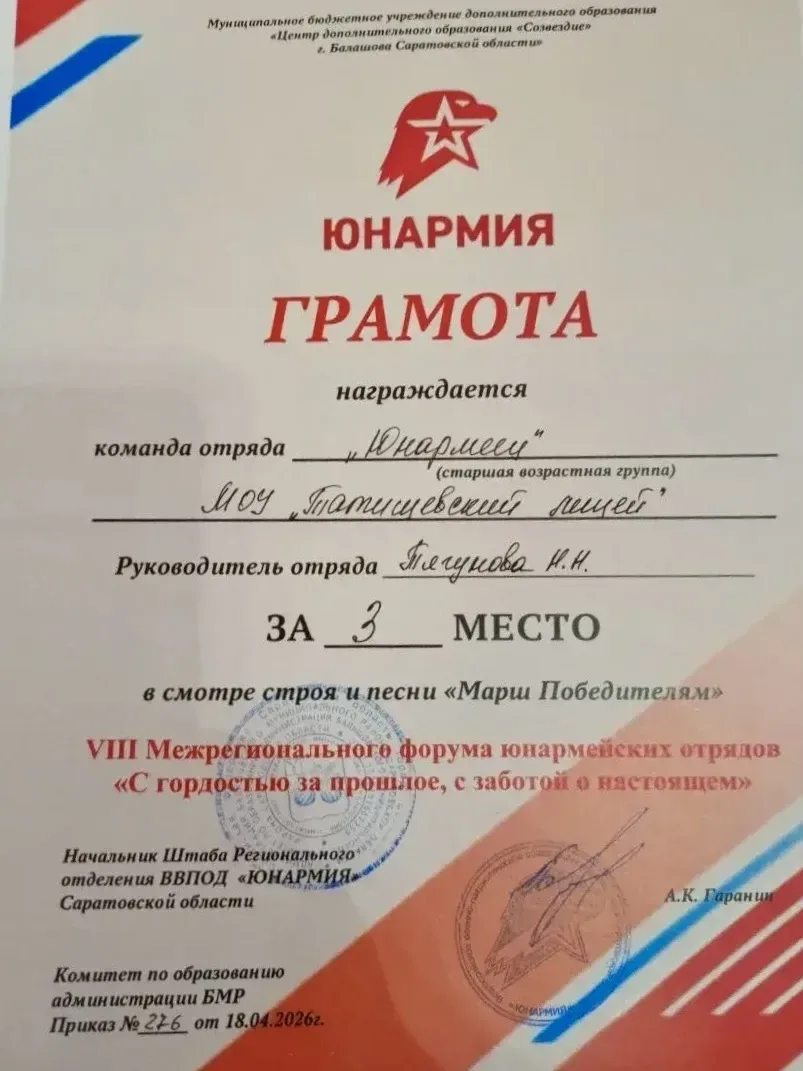 Муниципальное бюджетное учреждение дополнительного образования
«Центр дополнительного образования «Созвездие»
г. Балашова Саратовской области»
ЮНАРМИЯ
ГРАМОТА
награждается
команда отряда „Юнармеец"
(старшая возрастная группа)
МОУ „Татищевский лицей"
Руководитель отряда Тягунова Н.Н.
ЗА 3 МЕСТО
в смотре строя и песни «Марш Победителям»
VIII Межрегионального форума юнармейских отрядов
«С гордостью за прошлое, с заботой о настоящем»
Начальник Штаба Регионального
отделения ВВПОД «ЮНАРМИЯ»
Саратовской области
А.К. Гаранин
«ЮНАРМИЯ»
Комитет по образованию
администрации БМР
Приказ №276 от 18.04.2026г.